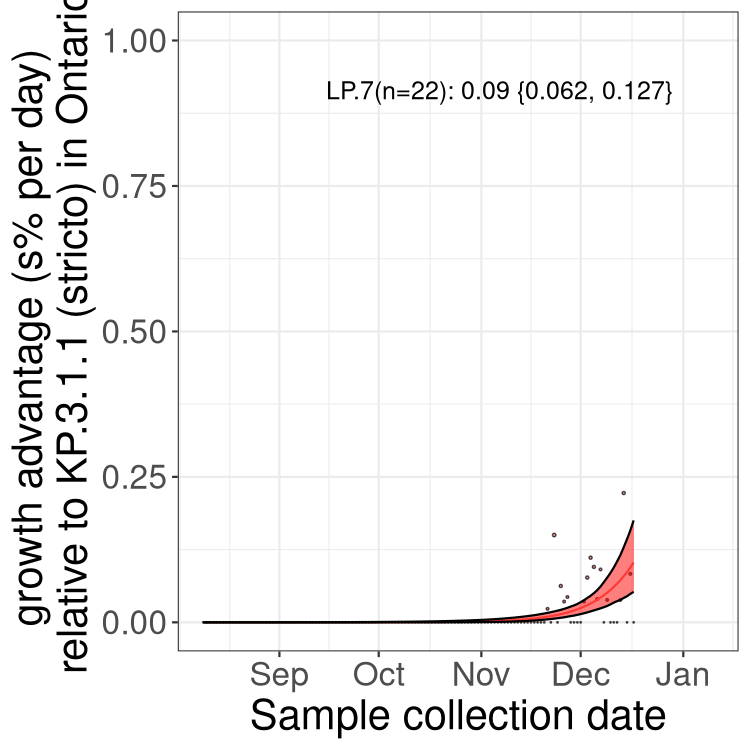 growth advantage (s% per day)
relative to KP.3.1.1 (stricto) in Ontario
1.00
0.75
0.50
0.25
0.00
LP.7(n=22): 0.09 {0.062, 0.127}
Sep Oct Nov Dec Jan
Sample collection date